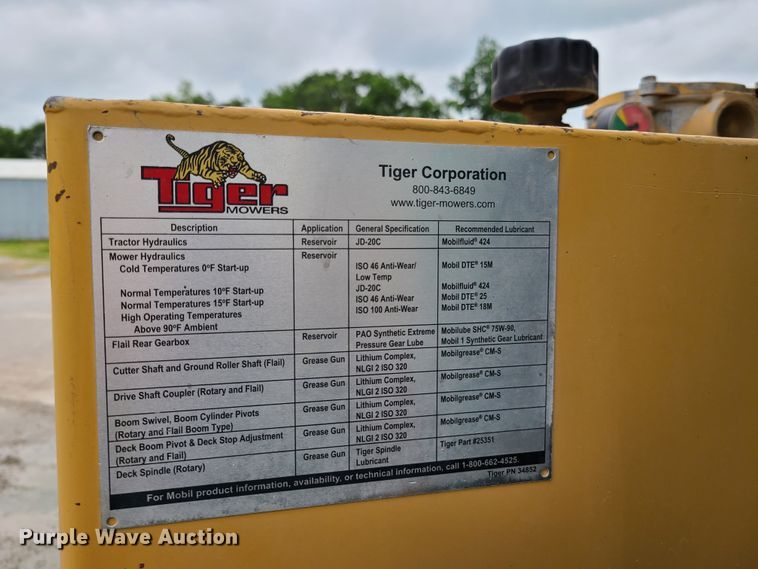 Tiger
MOWERS
Tiger Corporation
800-843-6849
www.tiger-mowers.com
Description Application General Specification Recommended Lubricant
Tractor Hydraulics Reservoir JD-20C Mobilfluid® 424
Mower Hydraulics Reservoir
Cold Temperatures 0ºF Start-up ISO 46 Anti-Wear/ Mobil DTE® 15M
Low Temp
Normal Temperatures 10ºF Start-up JD-20C Mobilfluid® 424
Normal Temperatures 15ºF Start-up ISO 46 Anti-Wear Mobil DTE® 25
High Operating Temperatures ISO 100 Anti-Wear Mobil DTE® 18M
Above 90ºF Ambient
Flail Rear Gearbox Reservoir PAO Synthetic Extreme Mobilube SHC® 75W-90,
Pressure Gear Lube Mobil 1 Synthetic Gear Lubricant
Cutter Shaft and Ground Roller Shaft (Flail) Grease Gun Lithium Complex, Mobilgrease® CM-S
NLGI 2 ISO 320
Drive Shaft Coupler (Rotary and Flail) Grease Gun Lithium Complex, Mobilgrease® CM-S
NLGI 2 ISO 320
Boom Swivel, Boom Cylinder Pivots Grease Gun Lithium Complex, Mobilgrease® CM-S
(Rotary and Flail Boom Type) NLGI 2 ISO 320
Deck Boom Pivot & Deck Stop Adjustment Grease Gun Lithium Complex, Mobilgrease® CM-S
(Rotary and Flail) NLGI 2 ISO 320
Deck Spindle (Rotary) Grease Gun Tiger Spindle Tiger Part #25351
Lubricant
For Mobil product information, availability, or technical information, call 1-800-662-4525.
Tiger PN 34852
Purple Wave Auction